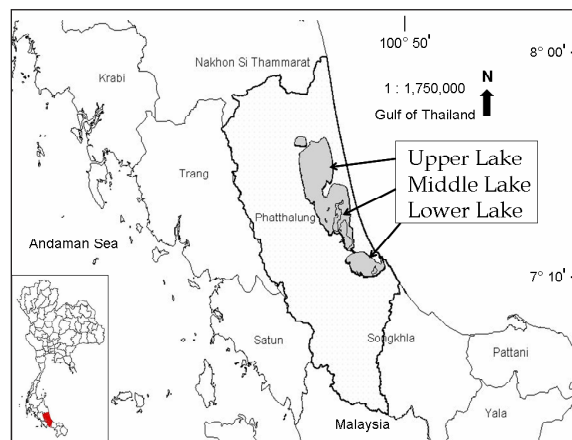 100° 50'
8° 00'
Nakhon Si Thammarat
Krabi
1 : 1,750,000
N
Gulf of Thailand
Upper Lake
Middle Lake
Lower Lake
Trang
Phatthalung
Andaman Sea
7° 10'
Satun
Songkhla
Pattani
Yala
Malaysia